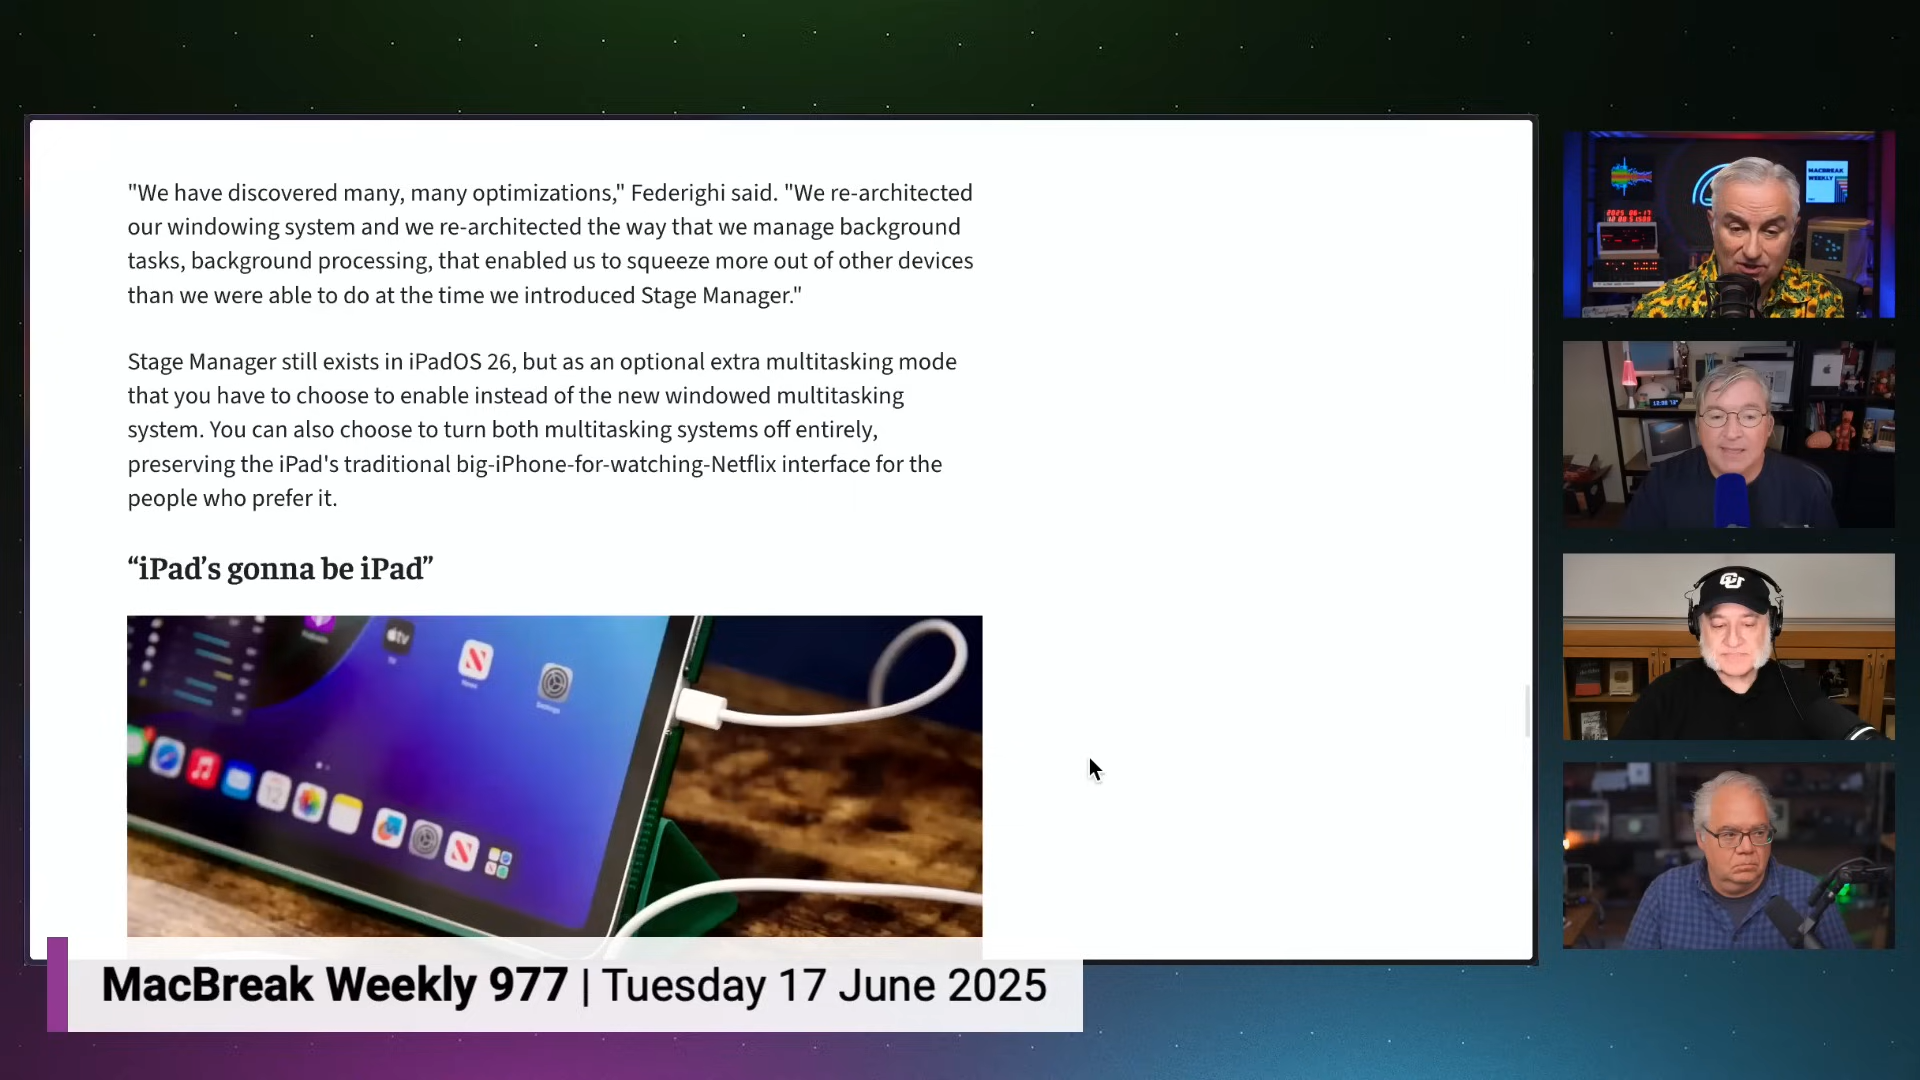 "We have discovered many, many optimizations," Federighi said. "We re-architected
our windowing system and we re-architected the way that we manage background
tasks, background processing, that enabled us to squeeze more out of other devices
than we were able to do at the time we introduced Stage Manager."
Stage Manager still exists in iPadOS 26, but as an optional extra multitasking mode
that you have to choose to enable instead of the new windowed multitasking
system. You can also choose to turn both multitasking systems off entirely,
preserving the iPad's traditional big-iPhone-for-watching-Netflix interface for the
people who prefer it.
“iPad’s gonna be iPad”
tv
News
Settings
MACBREAK
WEEKLY
CU
MacBreak Weekly 977 | Tuesday 17 June 2025